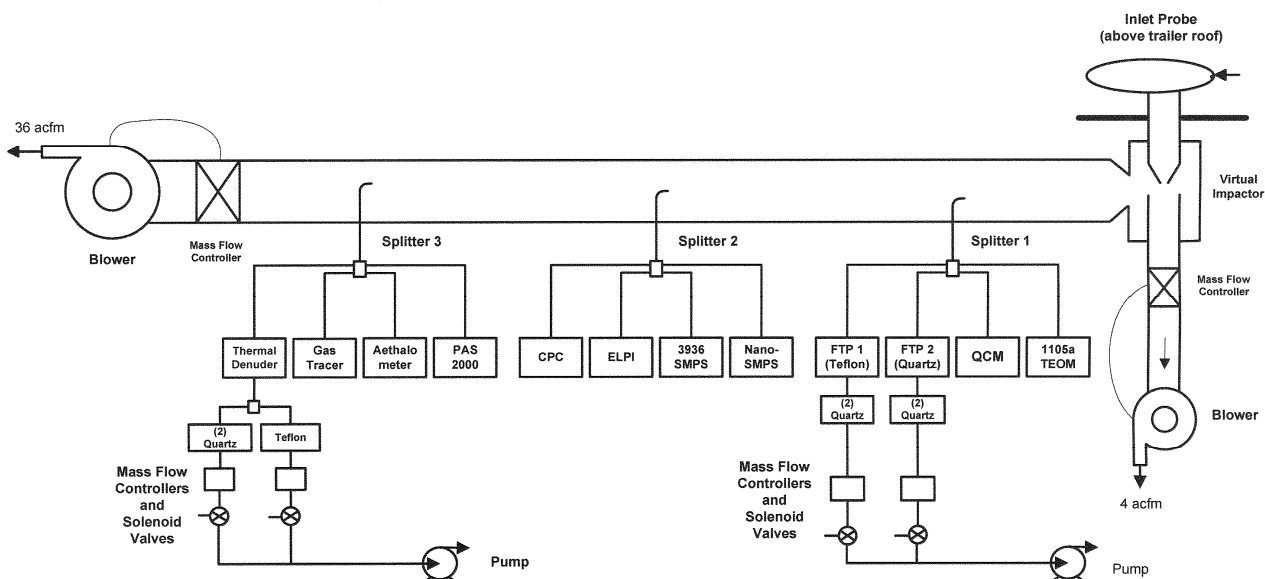 Inlet Probe
(above trailer roof)
36 acfm
Virtual
Impactor
Blower
Mass Flow
Controller
Splitter 3
Splitter 2
Splitter 1
Mass Flow
Controller
Thermal
Denuder
Gas
Tracer
Aethalo
meter
PAS
2000
CPC
ELPI
3936
SMPS
Nano-
SMPS
FTP 1
(Teflon)
FTP 2
(Quartz)
QCM
1105a
TEOM
Blower
(2)
Quartz
Teflon
(2)
Quartz
(2)
Quartz
4 acfm
Mass Flow
Controllers
and
Solenoid
Valves
Mass Flow
Controllers
and
Solenoid
Valves
Pump
Pump